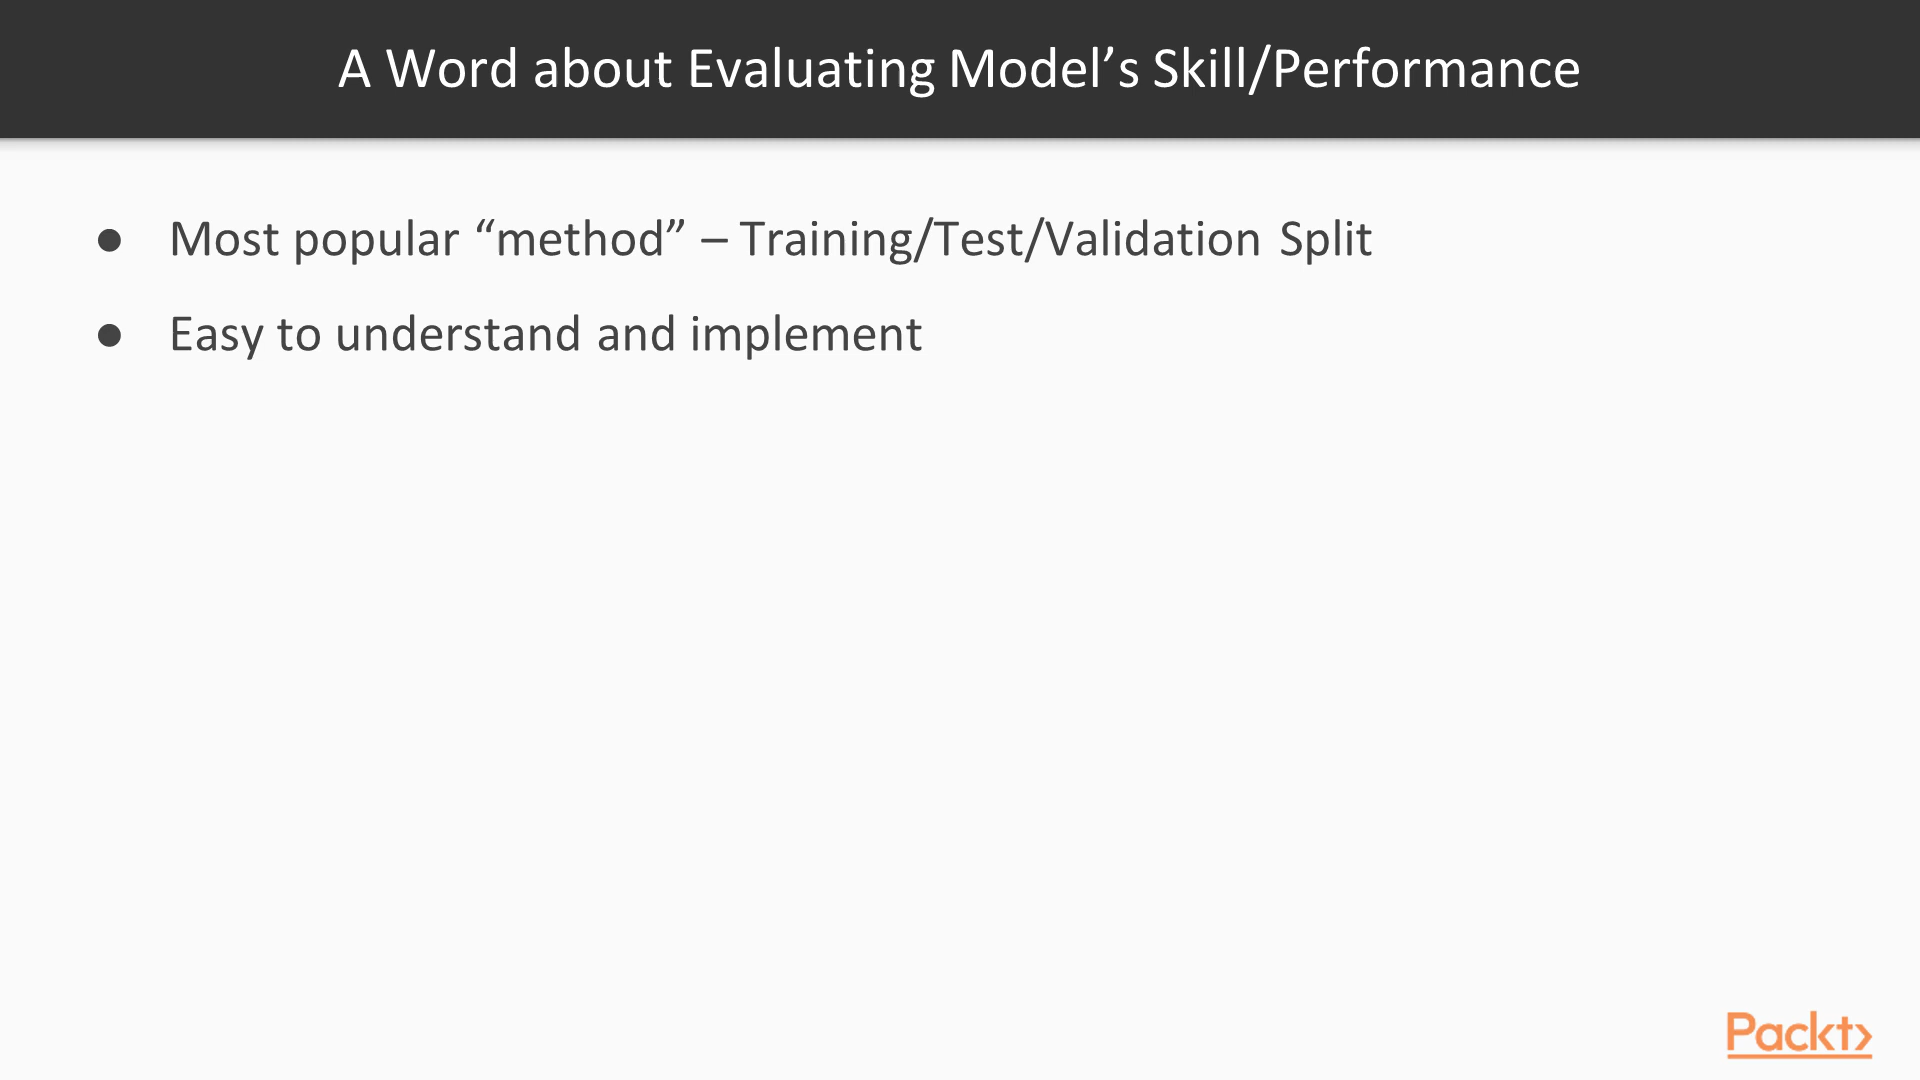 A Word about Evaluating Model’s Skill/Performance
● Most popular “method” – Training/Test/Validation Split
● Easy to understand and implement
Packt>